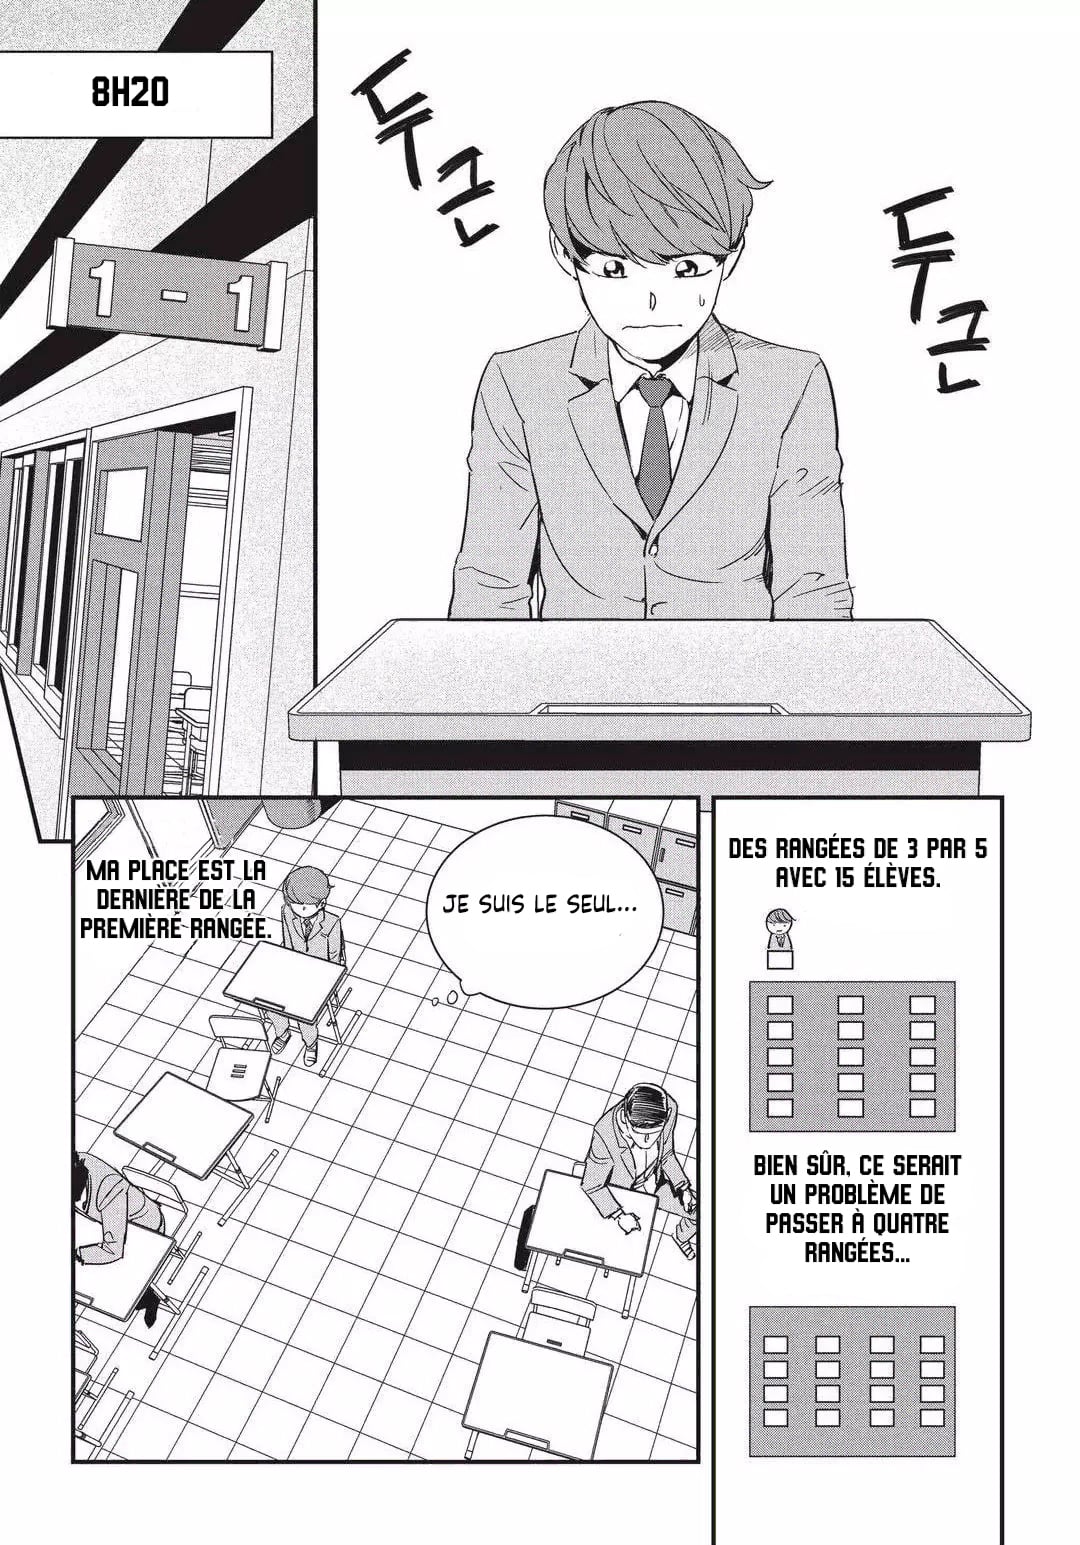 8H20
두근
두근
1-1
MA PLACE EST LA
DERNIÈRE DE LA
PREMIÈRE RANGÉE.
JE SUIS LE SEUL...
DES RANGÉES DE 3 PAR 5
AVEC 15 ÉLÈVES.
BIEN SÛR, CE SERAIT
UN PROBLÈME DE
PASSER À QUATRE
RANGÉES...